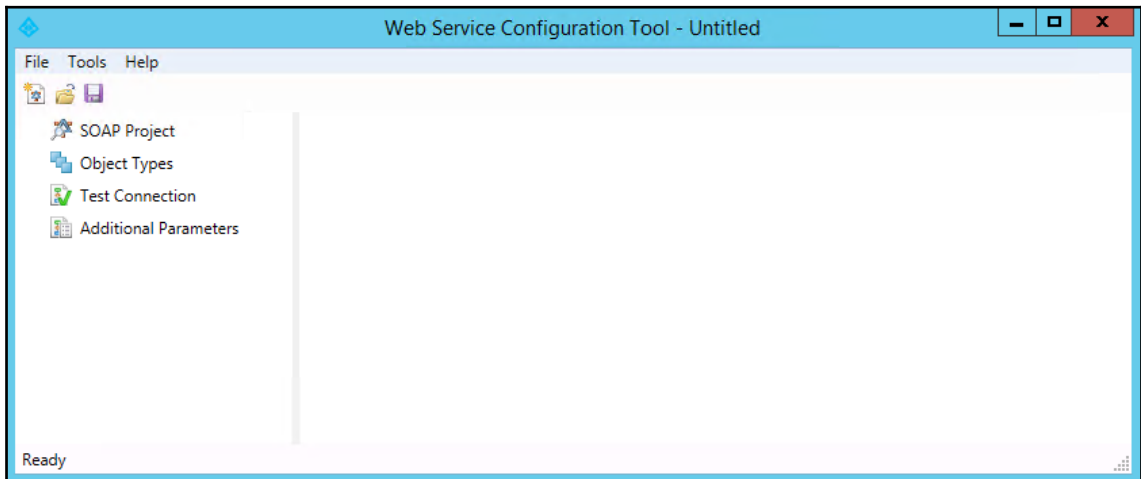 Web Service Configuration Tool - Untitled
File Tools Help
SOAP Project
Object Types
Test Connection
Additional Parameters
Ready